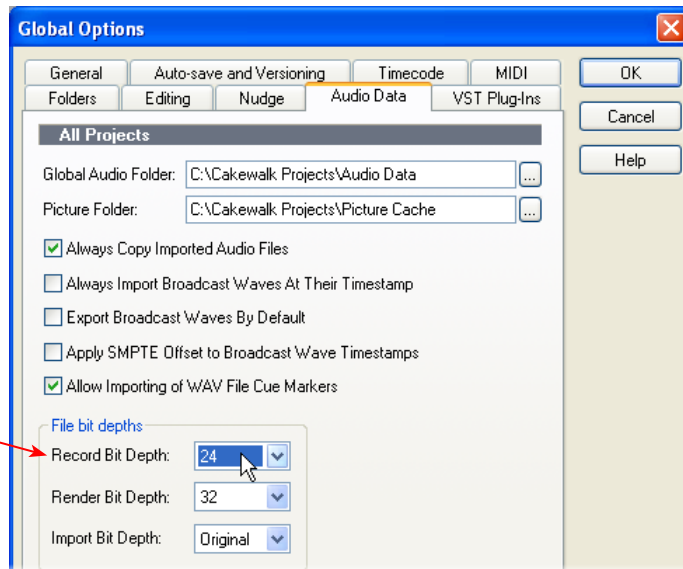 Global Options
General Auto-save and Versioning Timecode MIDI
Folders Editing Nudge Audio Data VST Plug-Ins
OK
Cancel
Help
All Projects
Global Audio Folder: C:\Cakewalk Projects\Audio Data ...
Picture Folder: C:\Cakewalk Projects\Picture Cache ...
Always Copy Imported Audio Files
Always Import Broadcast Waves At Their Timestamp
Export Broadcast Waves By Default
Apply SMPTE Offset to Broadcast Wave Timestamps
Allow Importing of WAV File Cue Markers
File bit depths
Record Bit Depth: 24
Render Bit Depth: 32
Import Bit Depth: Original